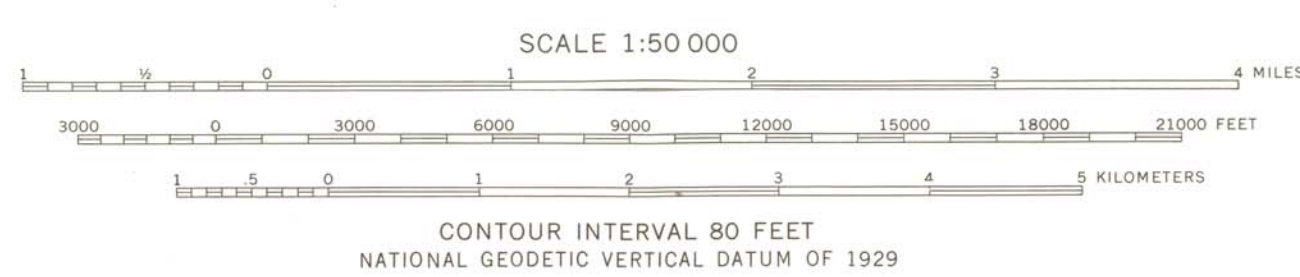 SCALE 1:50 000
1 ½ 0 1 2 3 4 MILES
3000 0 3000 6000 9000 12000 15000 18000 21000 FEET
1 .5 0 1 2 3 4 5 KILOMETERS
CONTOUR INTERVAL 80 FEET
NATIONAL GEODETIC VERTICAL DATUM OF 1929